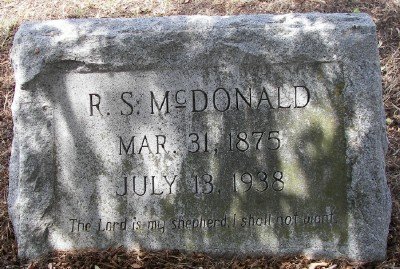 R. S. McDONALD
MAR. 31, 1875
JULY 13, 1938
The Lord is my shepherd, I shall not want.